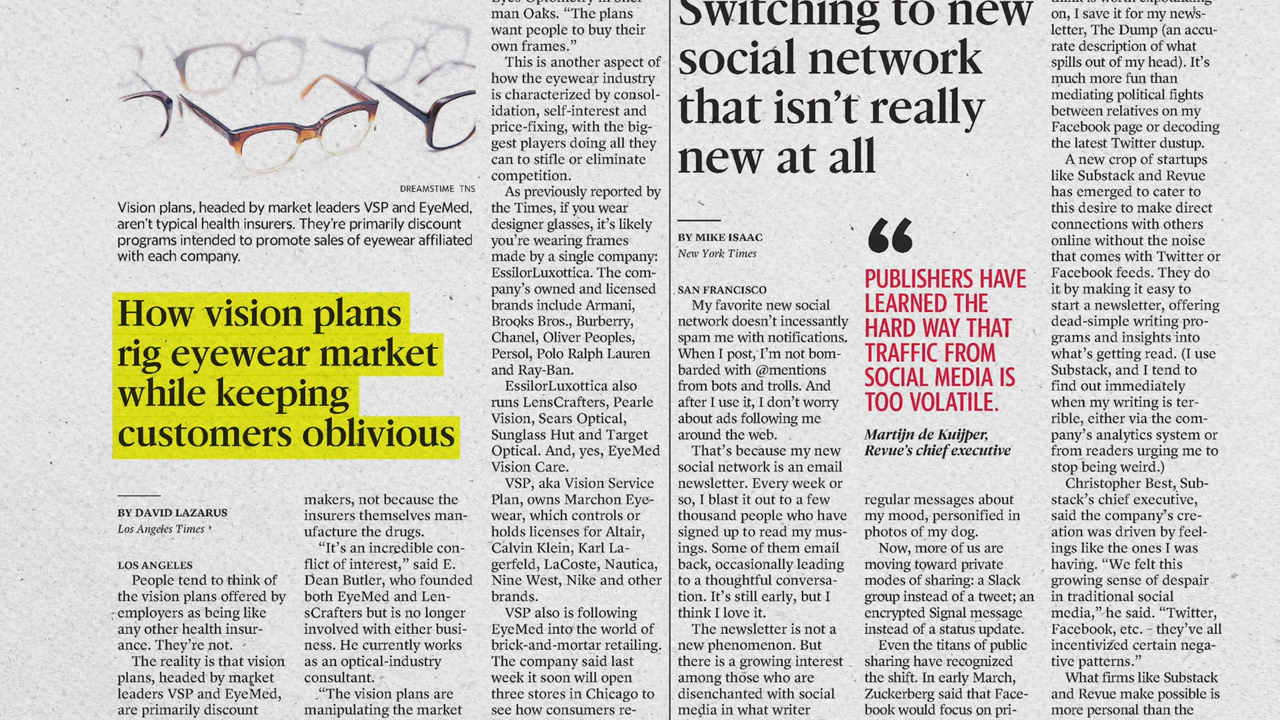 DREAMSTIME TNS
Vision plans, headed by market leaders VSP and EyeMed,
aren't typical health insurers. They're primarily discount
programs intended to promote sales of eyewear affiliated
with each company.
How vision plans
rig eyewear market
while keeping
customers oblivious
BY DAVID LAZARUS
Los Angeles Times
LOS ANGELES
People tend to think of
the vision plans offered by
employers as being like
any other health insur-
ance. They're not.
The reality is that vision
plans, headed by market
leaders VSP and EyeMed,
are primarily discount
makers, not because the
insurers themselves man-
ufacture the drugs.
“It's an incredible con-
flict of interest,” said E.
Dean Butler, who founded
both EyeMed and Len-
sCrafters but is no longer
involved with either busi-
ness. He currently works
as an optical-industry
consultant.
“The vision plans are
manipulating the market
Eyes Optometry in Sher-
man Oaks. “The plans
want people to buy their
own frames.”
This is another aspect of
how the eyewear industry
is characterized by consol-
idation, self-interest and
price-fixing, with the big-
gest players doing all they
can to stifle or eliminate
competition.
As previously reported by
the Times, if you wear
designer glasses, it's likely
you're wearing frames
made by a single company:
EssilorLuxottica. The com-
pany's owned and licensed
brands include Armani,
Brooks Bros., Burberry,
Chanel, Oliver Peoples,
Persol, Polo Ralph Lauren
and Ray-Ban.
EssilorLuxottica also
runs LensCrafters, Pearle
Vision, Sears Optical,
Sunglass Hut and Target
Optical. And, yes, EyeMed
Vision Care.
VSP, aka Vision Service
Plan, owns Marchon Eye-
wear, which controls or
holds licenses for Altair,
Calvin Klein, Karl La-
gerfeld, LaCoste, Nautica,
Nine West, Nike and other
brands.
VSP also is following
EyeMed into the world of
brick-and-mortar retailing.
The company said last
week it soon will open
three stores in Chicago to
see how consumers re-
Switching to new
social network
that isn't really
new at all
BY MIKE ISAAC
New York Times
SAN FRANCISCO
My favorite new social
network doesn't incessantly
spam me with notifications.
When I post, I'm not bom-
barded with @mentions
from bots and trolls. And
after I use it, I don't worry
about ads following me
around the web.
That's because my new
social network is an email
newsletter. Every week or
so, I blast it out to a few
thousand people who have
signed up to read my mus-
ings. Some of them email
back, occasionally leading
to a thoughtful conversa-
tion. It's still early, but I
think I love it.
The newsletter is not a
new phenomenon. But
there is a growing interest
among those who are
disenchanted with social
media in what writer
“
PUBLISHERS HAVE
LEARNED THE
HARD WAY THAT
TRAFFIC FROM
SOCIAL MEDIA IS
TOO VOLATILE.
Martijn de Kuijper,
Revue's chief executive
regular messages about
my mood, personified in
photos of my dog.
Now, more of us are
moving toward private
modes of sharing: a Slack
group instead of a tweet; an
encrypted Signal message
instead of a status update.
Even the titans of public
sharing have recognized
the shift. In early March,
Zuckerberg said that Face-
book would focus on pri-
think is worth expounding
on, I save it for my news-
letter, The Dump (an accu-
rate description of what
spills out of my head). It's
much more fun than
mediating political fights
between relatives on my
Facebook page or decoding
the latest Twitter dustup.
A new crop of startups
like Substack and Revue
has emerged to cater to
this desire to make direct
connections with others
online without the noise
that comes with Twitter or
Facebook feeds. They do
it by making it easy to
start a newsletter, offering
dead-simple writing pro-
grams and insights into
what's getting read. (I use
Substack, and I tend to
find out immediately
when my writing is ter-
rible, either via the com-
pany's analytics system or
from readers urging me to
stop being weird.)
Christopher Best, Sub-
stack's chief executive,
said the company's cre-
ation was driven by feel-
ings like the ones I was
having. “We felt this
growing sense of despair
in traditional social
media,” he said. “Twitter,
Facebook, etc. – they've all
incentivized certain nega-
tive patterns.”
What firms like Substack
and Revue make possible is
more personal than the